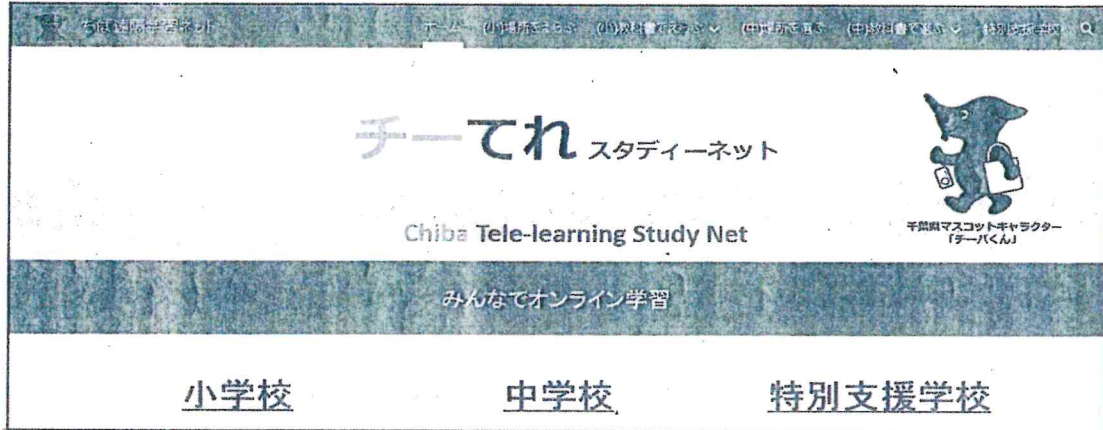 ホーム
チーてれ スタディーネット
Chiba Tele-learning Study Net
千葉県マスコットキャラクター
「チーバくん」
みんなでオンライン学習
小学校 中学校 特別支援学校